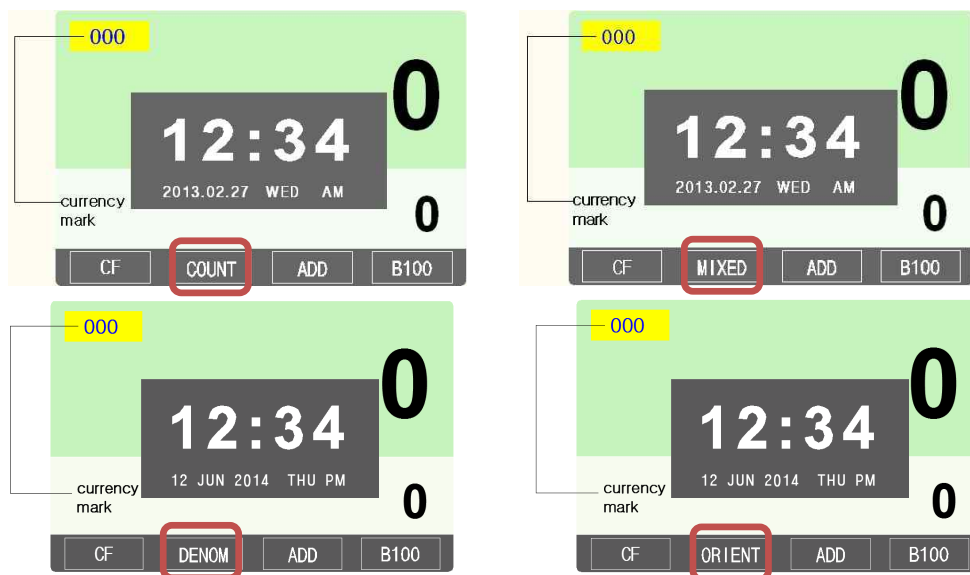 000
0
12:34
2013.02.27 WED AM
currency
mark
0
CF COUNT ADD B100
000
0
12:34
2013.02.27 WED AM
currency
mark
0
CF MIXED ADD B100
000
0
12:34
12 JUN 2014 THU PM
currency
mark
0
CF DENOM ADD B100
000
0
12:34
12 JUN 2014 THU PM
currency
mark
0
CF ORIENT ADD B100